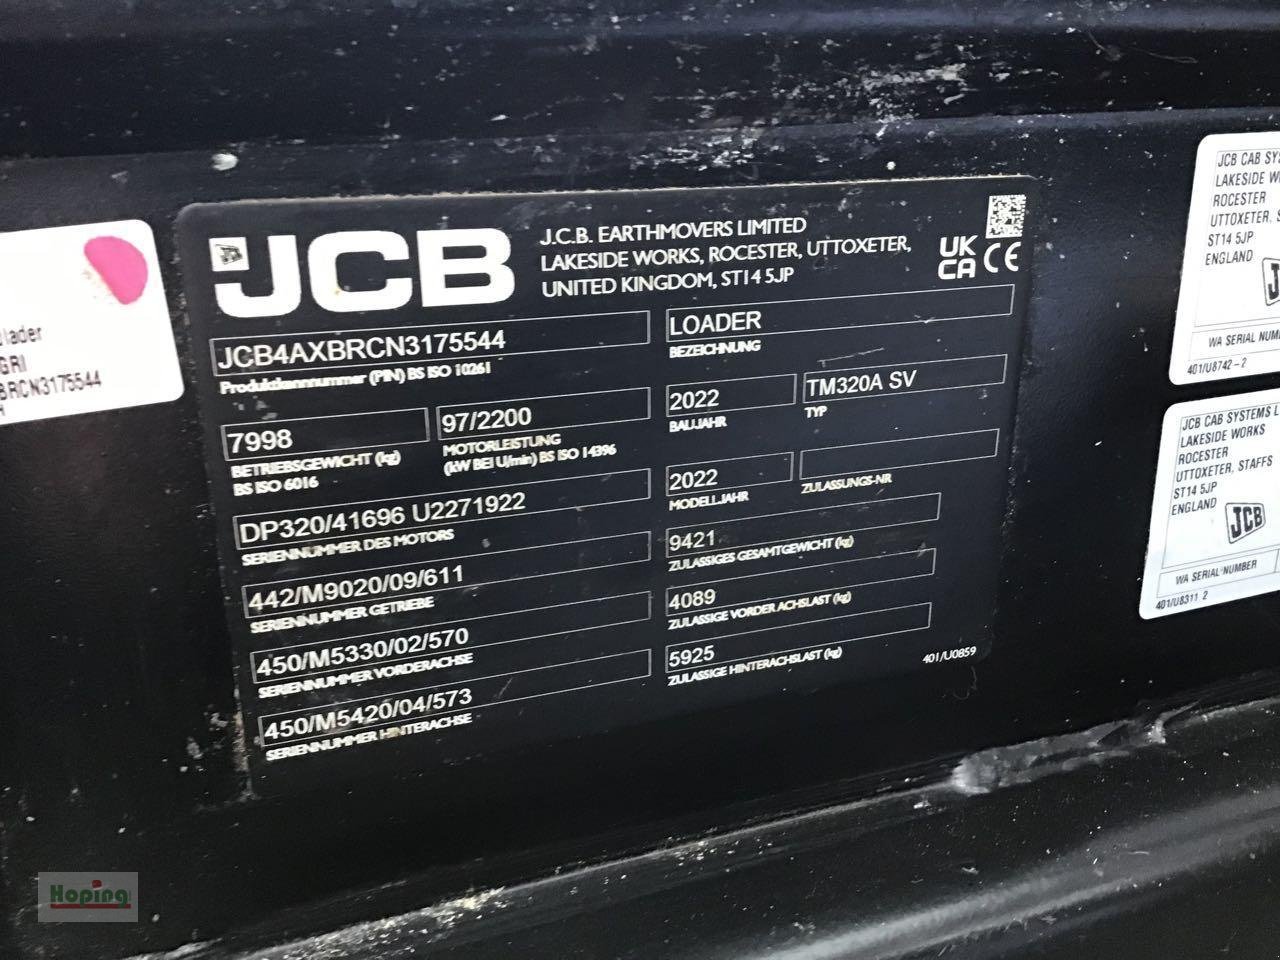 JCB
J.C.B. EARTHMOVERS LIMITED
LAKESIDE WORKS, ROCESTER, UTTOXETER,
UNITED KINGDOM, ST14 5JP
UK
CA CE
JCB4AXBRCN3175544
Produktkennnummer (PIN) BS ISO 10261
LOADER
BEZEICHNUNG
7998
BETRIEBSGEWICHT (kg)
BS ISO 6016
97/2200
MOTORLEISTUNG
(kW BEI U/min) BS ISO 14396
2022
BAUJAHR
TM320A SV
TYP
DP320/41696 U2271922
SERIENNUMMER DES MOTORS
2022
MODELLJAHR
ZULASSUNGS-NR
442/M9020/09/611
SERIENNUMMER GETRIEBE
9421
ZULASSIGES GESAMTGEWICHT (kg)
450/M5330/02/570
SERIENNUMMER VORDERACHSE
4089
ZULASSIGE VORDER ACHSLAST (kg)
450/M5420/04/573
SERIENNUMMER HINTERACHSE
5925
ZULASSIGE HINTERACHSLAST (kg)
401/U0859
lader
GRI
BRCN3175544
JCB CAB SYS
LAKESIDE W
ROCESTER
UTTOXETER, S
ST14 5JP
ENGLAND
WA SERIAL NUM
401/U8742-2
JCB CAB SYSTEMS L
LAKESIDE WORKS
ROCESTER
UTTOXETER, STAFFS
ST14 5JP
ENGLAND
JCB
WA SERIAL NUMBER
401/U8311 2
Hoping